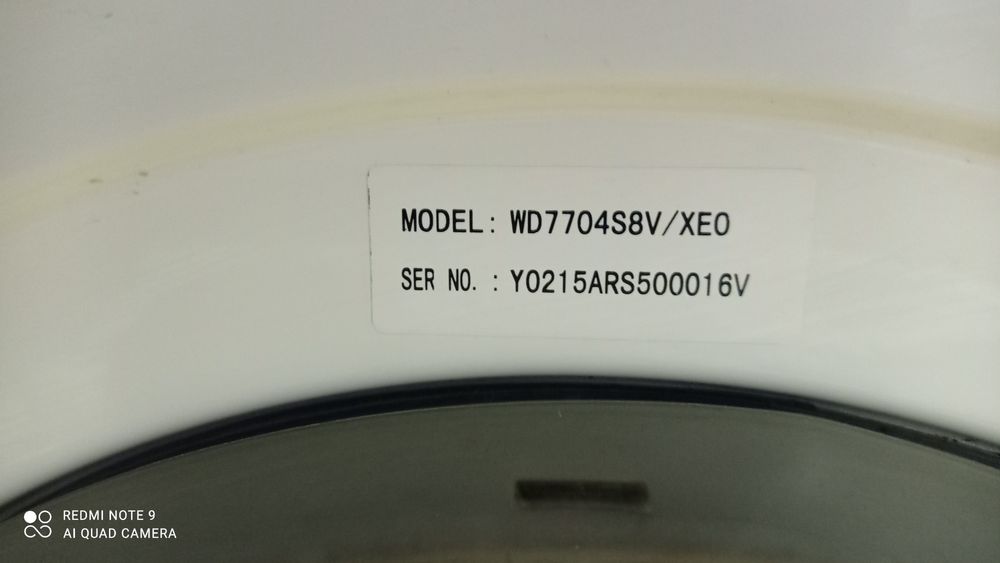 MODEL: WD7704S8V/XEO
SER NO. : Y0215ARS500016V
REDMI NOTE 9
AI QUAD CAMERA